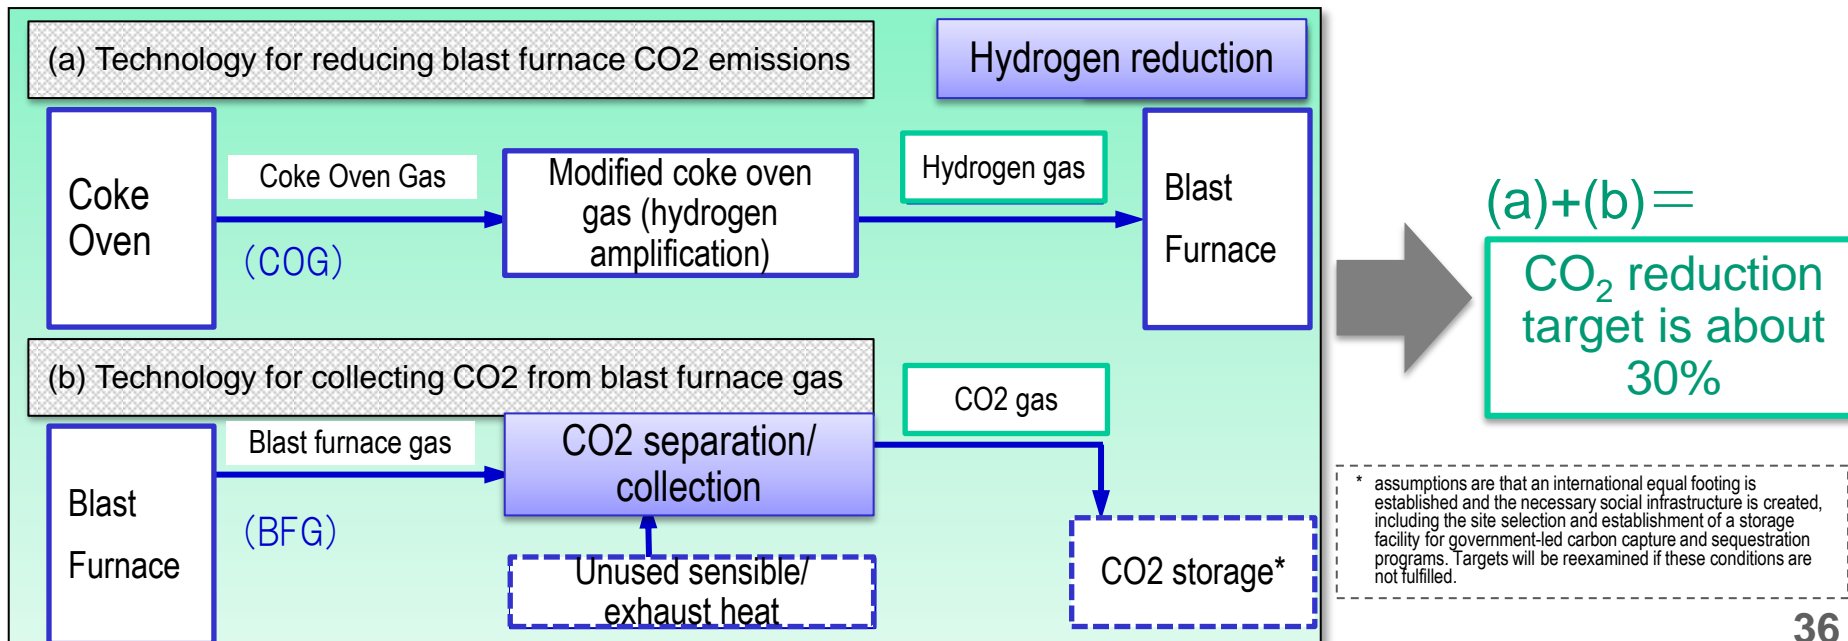 (a) Technology for reducing blast furnace CO2 emissions
Hydrogen reduction
Coke
Oven
Coke Oven Gas
(COG)
Modified coke oven
gas (hydrogen
amplification)
Hydrogen gas
Blast
Furnace
(b) Technology for collecting CO2 from blast furnace gas
Blast
Furnace
Blast furnace gas
(BFG)
CO2 separation/
collection
Unused sensible/
exhaust heat
CO2 gas
CO2 storage*
(a)+(b)=
CO₂ reduction
target is about
30%
* assumptions are that an international equal footing is
established and the necessary social infrastructure is created,
including the site selection and establishment of a storage
facility for government-led carbon capture and sequestration
programs. Targets will be reexamined if these conditions are
not fulfilled.
36